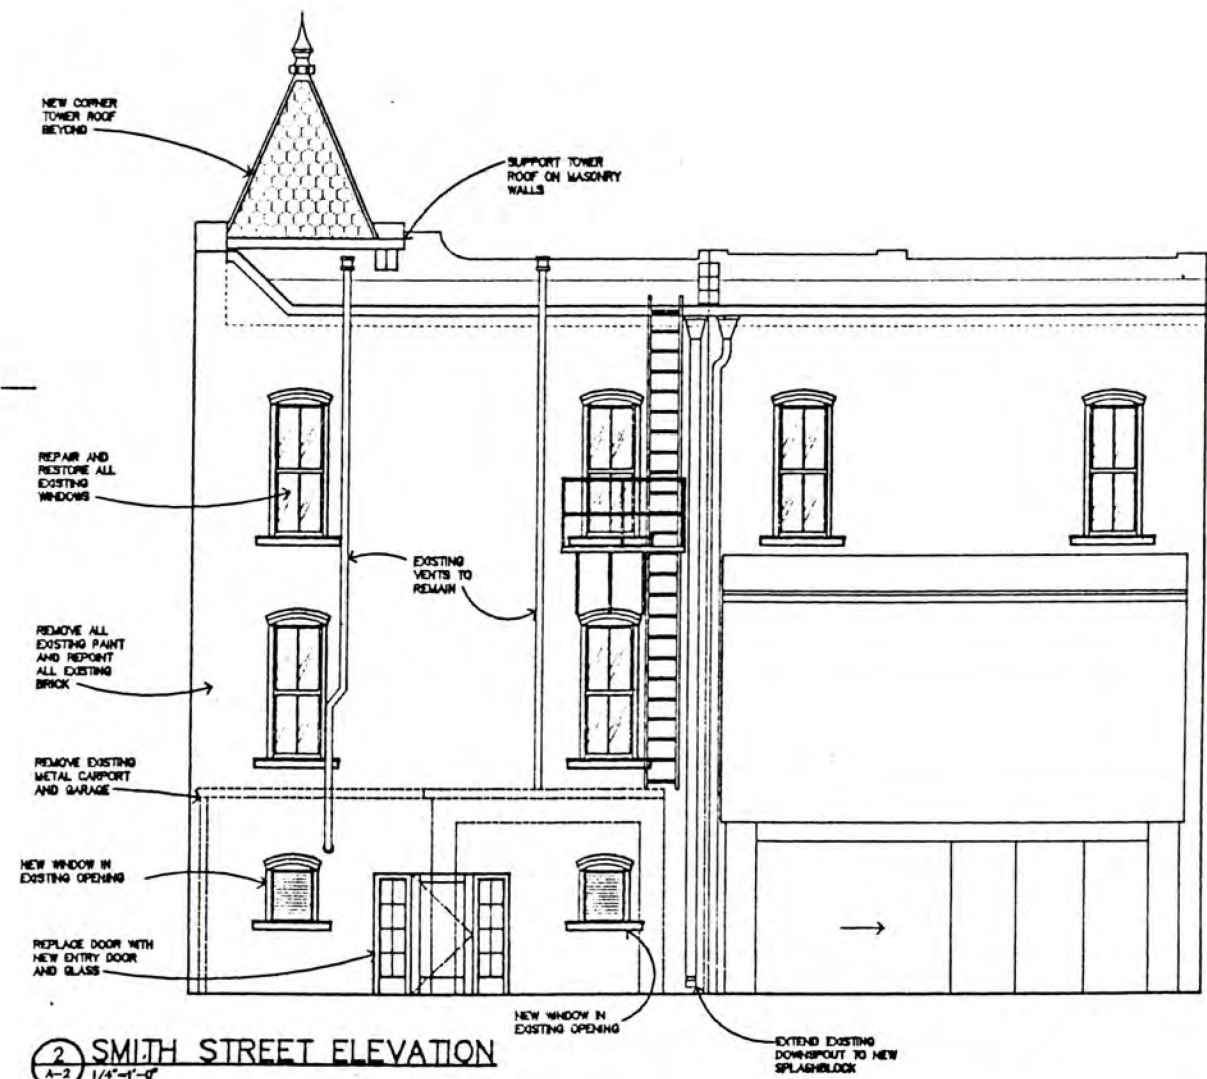 NEW CORNER
TOWER ROOF
BEYOND
SUPPORT TOWER
ROOF ON MASONRY
WALLS
REPAIR AND
RESTORE ALL
EXISTING
WINDOWS
EXISTING
VENTS TO
REMAIN
REMOVE ALL
EXISTING PAINT
AND REPOINT
ALL EXISTING
BRICK
REMOVE EXISTING
METAL CARPORT
AND GARAGE
NEW WINDOW IN
EXISTING OPENING
REPLACE DOOR WITH
NEW ENTRY DOOR
AND GLASS
NEW WINDOW IN
EXISTING OPENING
EXTEND EXISTING
DOWNSPOUT TO NEW
SPLASHBLOCK
2
A-2
SMITH STREET ELEVATION
1/4"=1'-0"